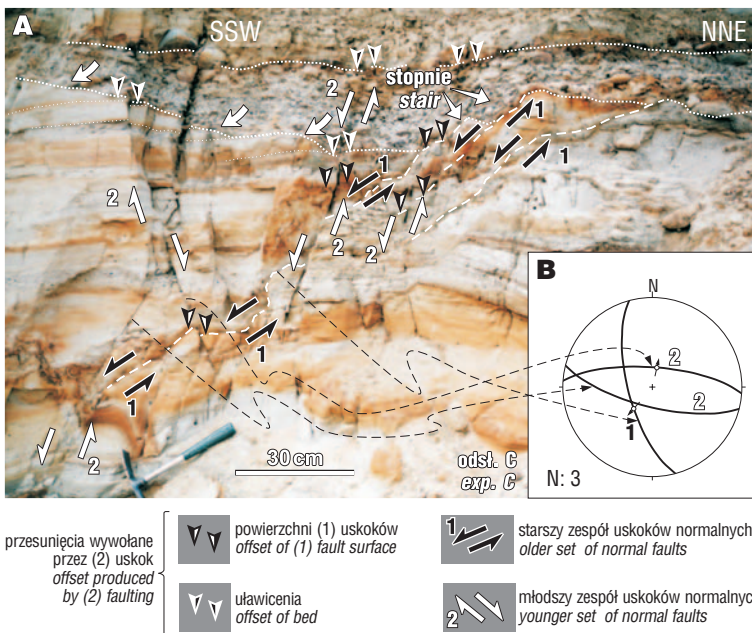 A
SSW
NNE
stopnie
stair
2
1
1
2
1
2
2
2
1
1
2
30 cm
odsł. C
exp. C
B
N
2
2
1
N: 3
przesunięcia wywołane
przez (2) uskok
offset produced
by (2) faulting
powierzchni (1) uskoków
offset of (1) fault surface
uławicenia
offset of bed
1
starszy zespół uskoków normalnych
older set of normal faults
2
młodszy zespół uskoków normalnyc
younger set of normal faults